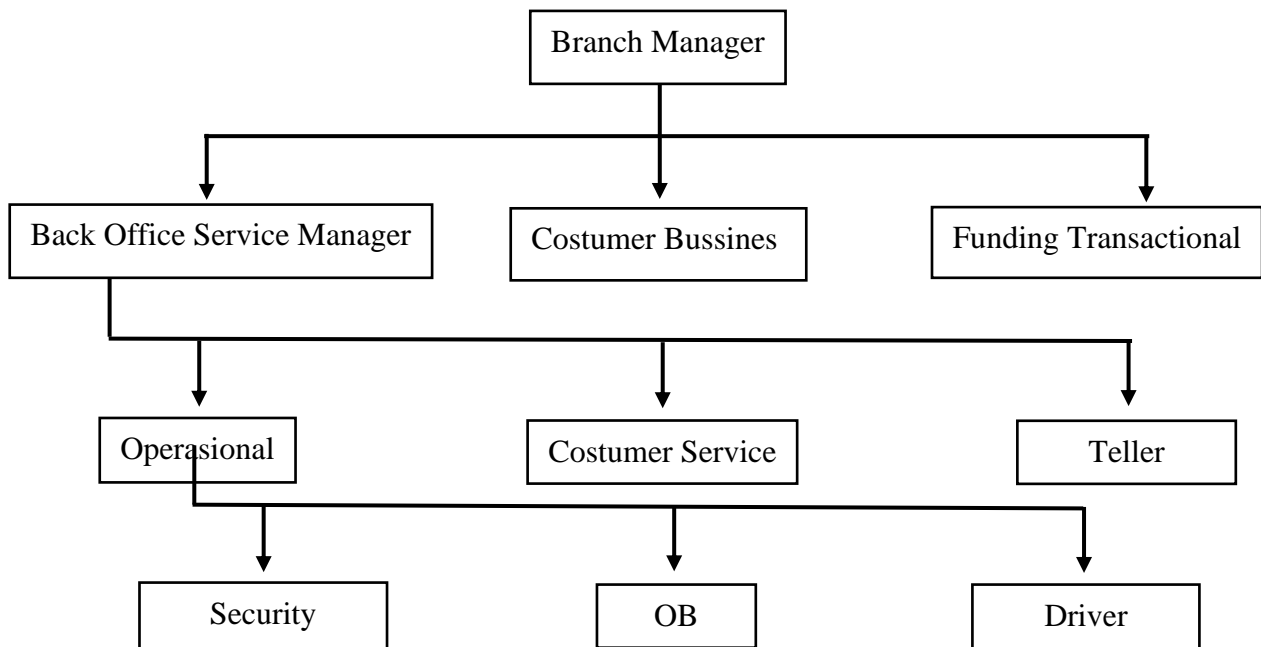 Branch Manager
Back Office Service Manager
Costumer Bussines
Funding Transactional
Operasional
Costumer Service
Teller
Security
OB
Driver